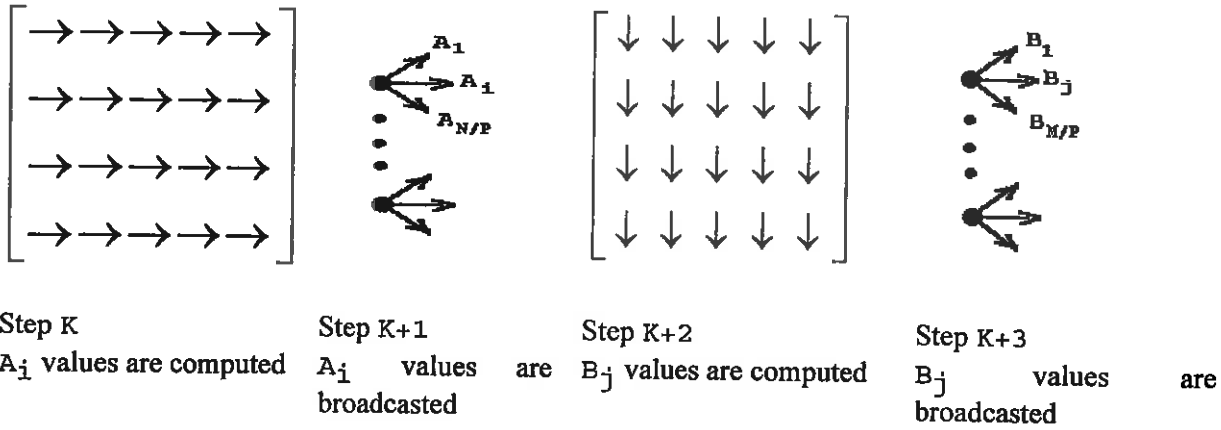 A1
Ai
AN/P
B1
Bj
BM/P
Step K
Ai values are computed
Step K+1
Ai values are
broadcasted
Step K+2
Bj values are computed
Step K+3
Bj values are
broadcasted